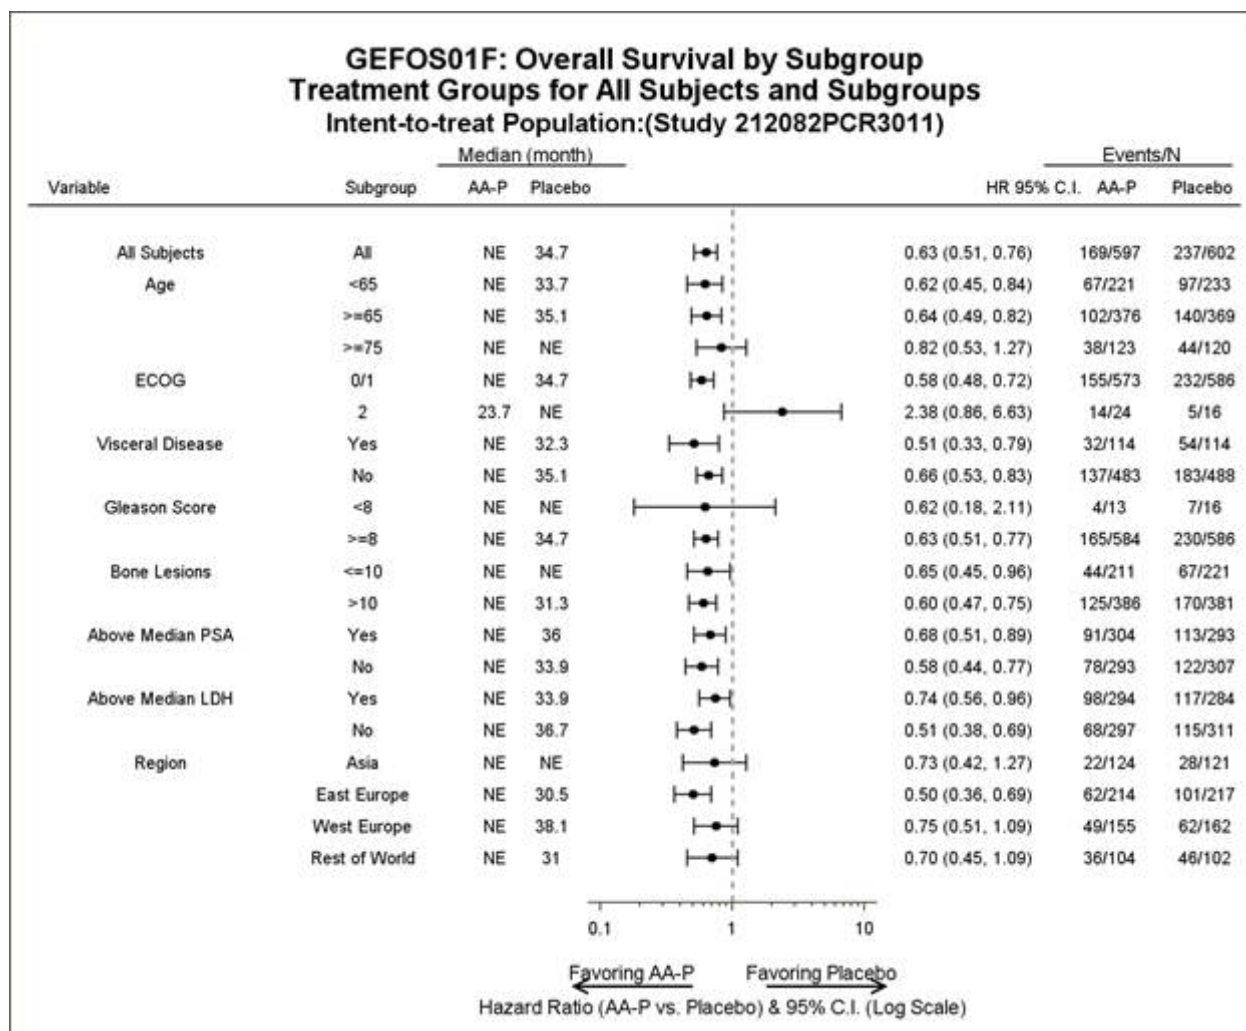 GEFOS01F: Overall Survival by Subgroup
Treatment Groups for All Subjects and Subgroups
Intent-to-treat Population:(Study 212082PCR3011)
Median (month) Events/N
Variable Subgroup AA-P Placebo HR 95% C.I. AA-P Placebo
All Subjects All NE 34.7 0.63 (0.51, 0.76) 169/597 237/602
Age <65 NE 33.7 0.62 (0.45, 0.84) 67/221 97/233
>=65 NE 35.1 0.64 (0.49, 0.82) 102/376 140/369
>=75 NE NE 0.82 (0.53, 1.27) 38/123 44/120
ECOG 0/1 NE 34.7 0.58 (0.48, 0.72) 155/573 232/586
2 23.7 NE 2.38 (0.86, 6.63) 14/24 5/16
Visceral Disease Yes NE 32.3 0.51 (0.33, 0.79) 32/114 54/114
No NE 35.1 0.66 (0.53, 0.83) 137/483 183/488
Gleason Score <8 NE NE 0.62 (0.18, 2.11) 4/13 7/16
>=8 NE 34.7 0.63 (0.51, 0.77) 165/584 230/586
Bone Lesions <=10 NE NE 0.65 (0.45, 0.96) 44/211 67/221
>10 NE 31.3 0.60 (0.47, 0.75) 125/386 170/381
Above Median PSA Yes NE 36 0.68 (0.51, 0.89) 91/304 113/293
No NE 33.9 0.58 (0.44, 0.77) 78/293 122/307
Above Median LDH Yes NE 33.9 0.74 (0.56, 0.96) 98/294 117/284
No NE 36.7 0.51 (0.38, 0.69) 68/297 115/311
Region Asia NE NE 0.73 (0.42, 1.27) 22/124 28/121
East Europe NE 30.5 0.50 (0.36, 0.69) 62/214 101/217
West Europe NE 38.1 0.75 (0.51, 1.09) 49/155 62/162
Rest of World NE 31 0.70 (0.45, 1.09) 36/104 46/102
0.1 1 10
Favoring AA-P Favoring Placebo
Hazard Ratio (AA-P vs. Placebo) & 95% C.I. (Log Scale)